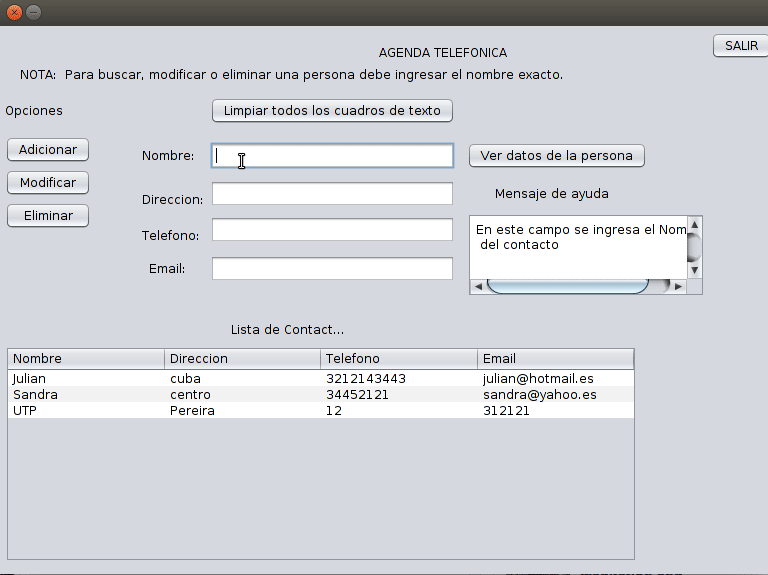 AGENDA TELEFONICA
SALIR
NOTA: Para buscar, modificar o eliminar una persona debe ingresar el nombre exacto.
Opciones
Limpiar todos los cuadros de texto
Adicionar
Nombre:
Ver datos de la persona
Modificar
Direccion:
Mensaje de ayuda
Eliminar
Telefono:
En este campo se ingresa el Nom
del contacto
Email:
Lista de Contact...
Nombre Direccion Telefono Email
Julian cuba 3212143443 julian@hotmail.es
Sandra centro 34452121 sandra@yahoo.es
UTP Pereira 12 312121